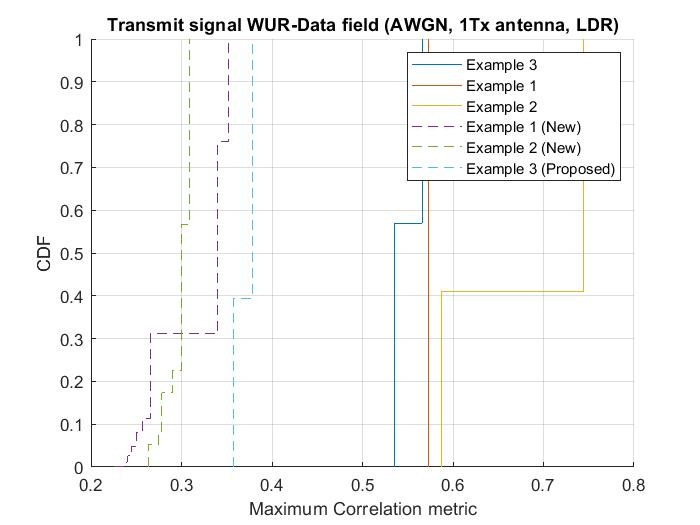 Transmit signal WUR-Data field (AWGN, 1Tx antenna, LDR)
1
0.9
0.8
0.7
0.6
0.5
0.4
0.3
0.2
0.1
0
CDF
Example 3
Example 1
Example 2
Example 1 (New)
Example 2 (New)
Example 3 (Proposed)
0.2 0.3 0.4 0.5 0.6 0.7 0.8
Maximum Correlation metric